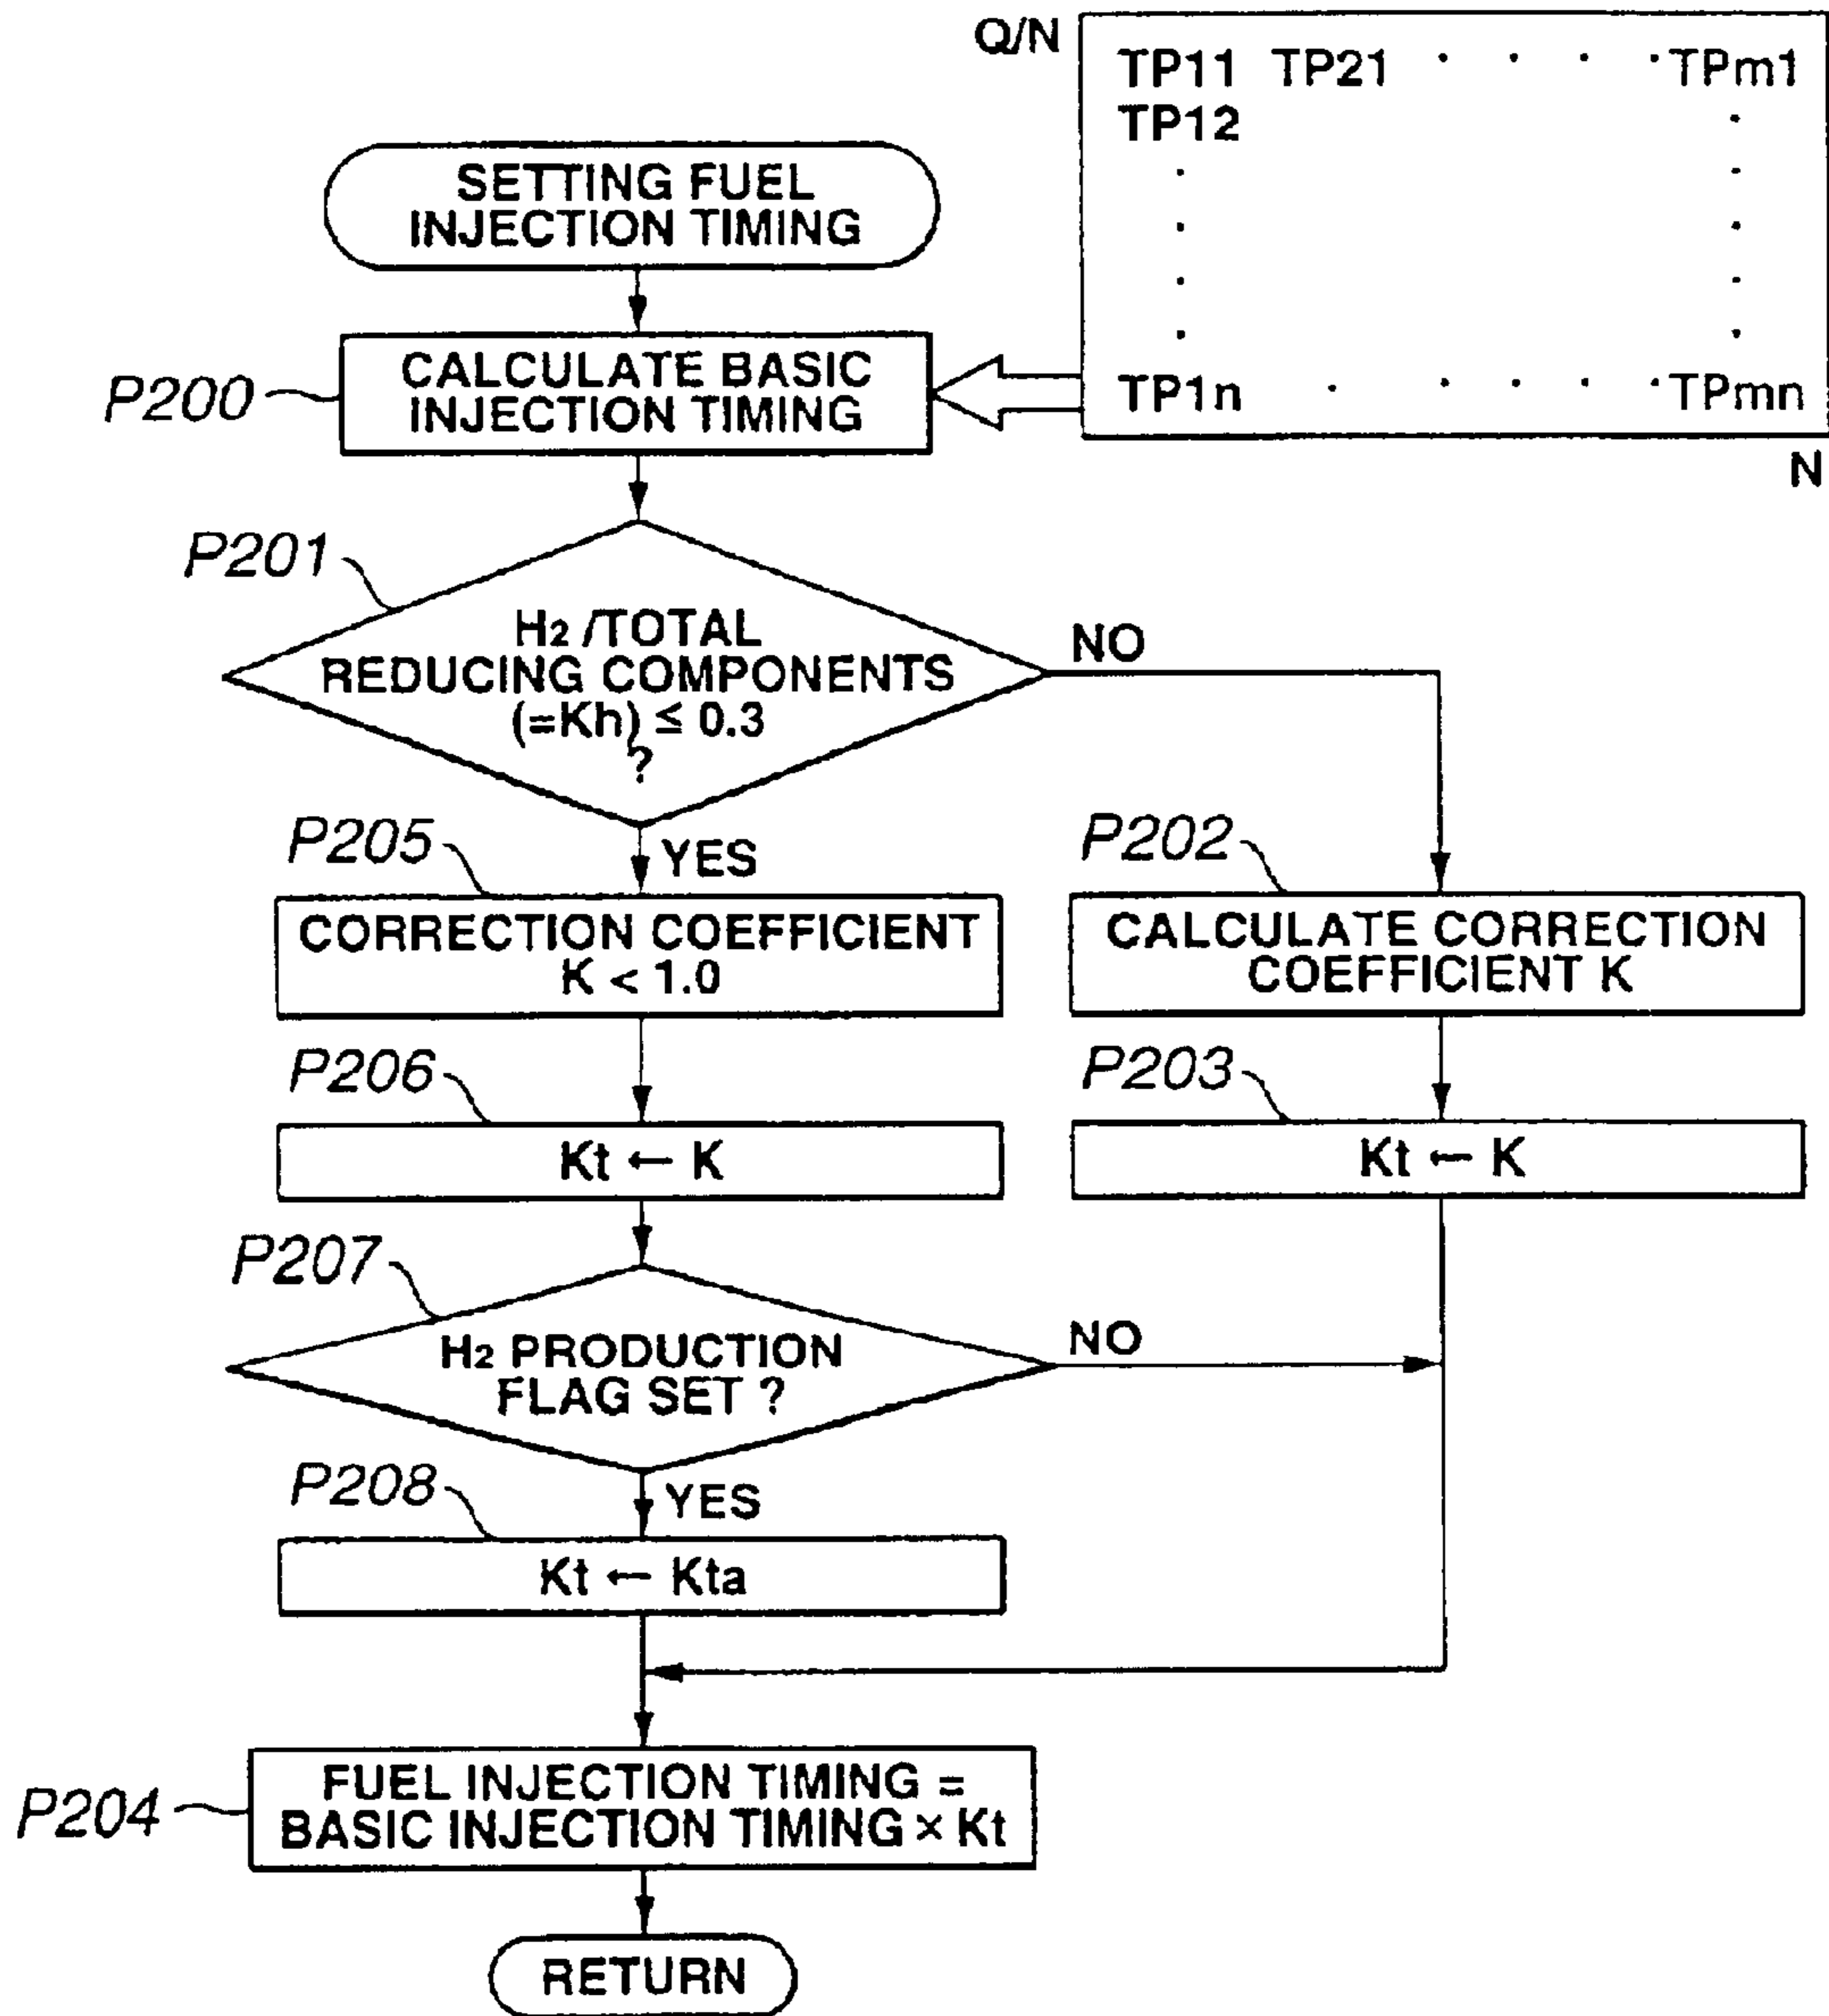 Q/N
TP11 TP21 · · · · TPm1
TP12 ·
· ·
· ·
· ·
· ·
TP1n · · · · · TPmn
N
SETTING FUEL
INJECTION TIMING
P200
CALCULATE BASIC
INJECTION TIMING
P201
H2 /TOTAL
REDUCING COMPONENTS
(=Kh) ≤ 0.3
?
NO
YES
P205
CORRECTION COEFFICIENT
K < 1.0
P202
CALCULATE CORRECTION
COEFFICIENT K
P206
Kt ← K
P203
Kt ← K
P207
H2 PRODUCTION
FLAG SET ?
NO
YES
P208
Kt ← Kta
P204
FUEL INJECTION TIMING =
BASIC INJECTION TIMING × Kt
RETURN